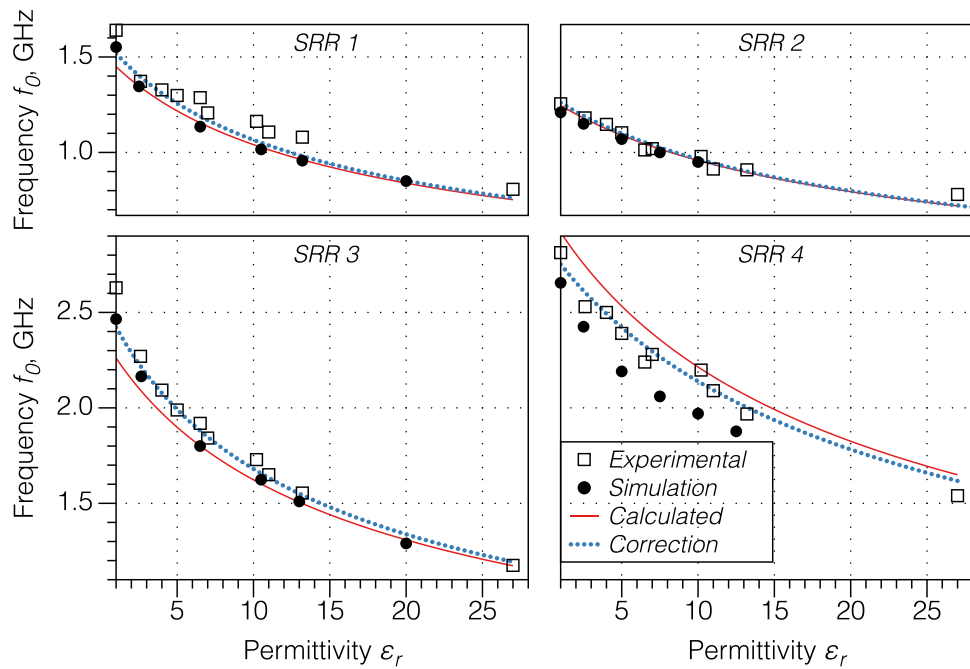 SRR 1
SRR 2
Frequency f₀, GHz
1.5
1.0
SRR 3
SRR 4
Frequency f₀, GHz
2.5
2.0
1.5
Experimental
Simulation
Calculated
Correction
5 10 15 20 25
5 10 15 20 25
Permittivity εᵣ
Permittivity εᵣ